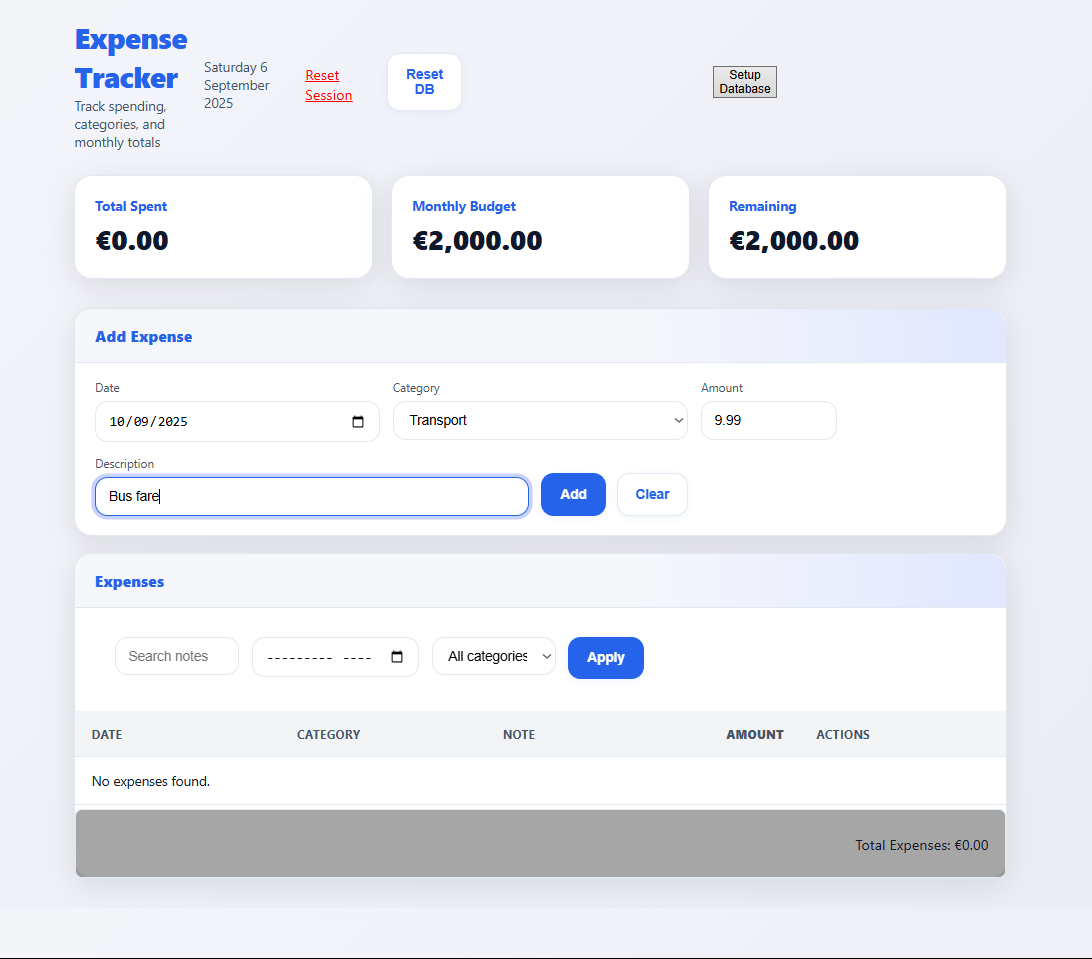 Expense
Tracker
Track spending,
categories, and
monthly totals
Saturday 6
September
2025
Reset
Session
Reset
DB
Setup
Database
Total Spent
€0.00
Monthly Budget
€2,000.00
Remaining
€2,000.00
Add Expense
Date
Category
Amount
10/09/2025
Transport
9.99
Description
Bus fare
Add
Clear
Expenses
Search notes
--------- ----
All categories
Apply
DATE
CATEGORY
NOTE
AMOUNT
ACTIONS
No expenses found.
Total Expenses: €0.00